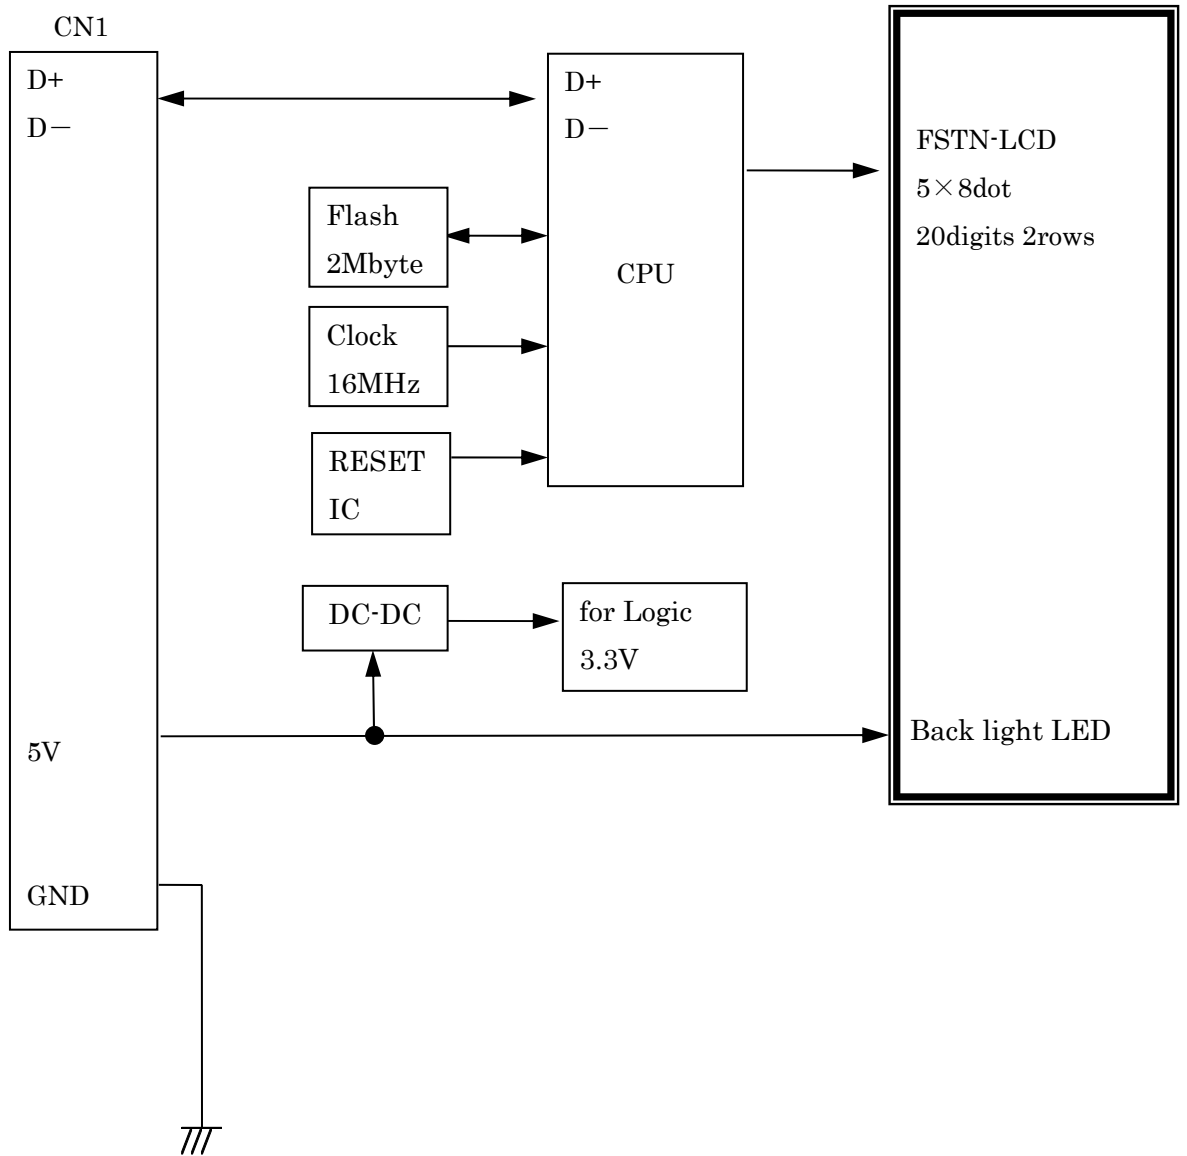 CN1
D+
D−
5V
GND
Flash
2Mbyte
Clock
16MHz
RESET
IC
DC-DC
D+
D−
CPU
for Logic
3.3V
FSTN-LCD
5×8dot
20digits 2rows
Back light LED